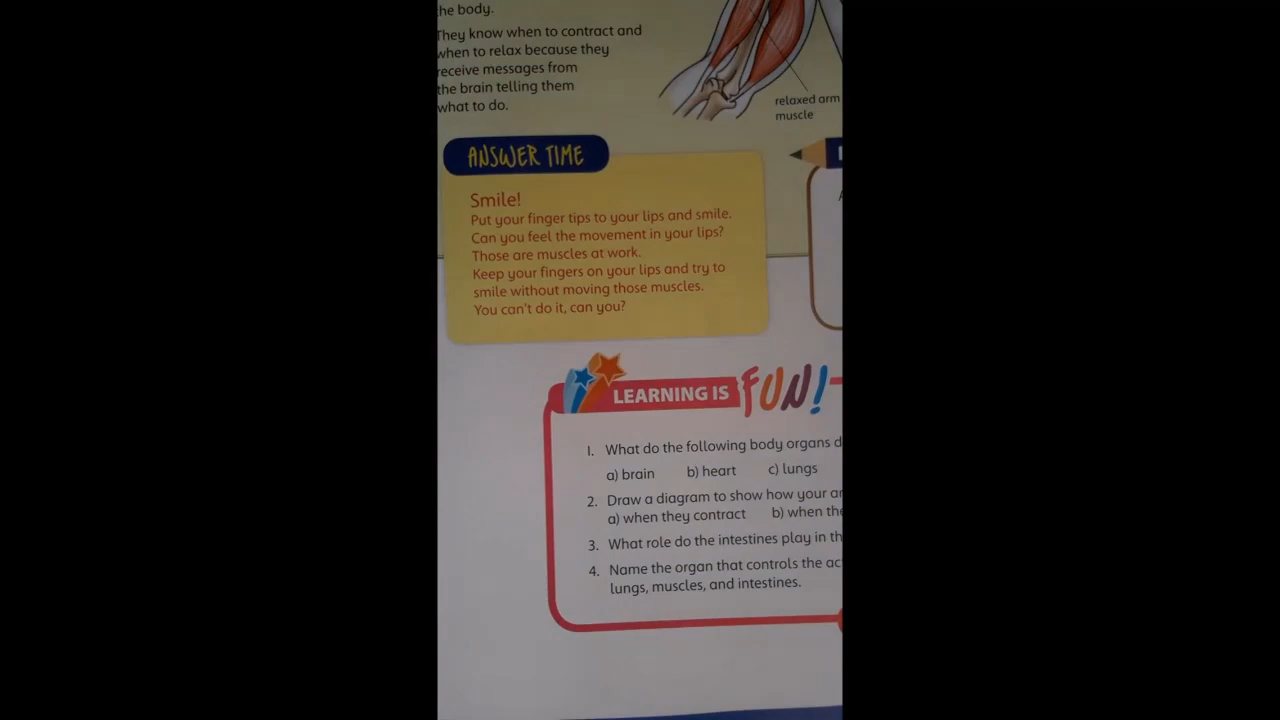 the body.
They know when to contract and
when to relax because they
receive messages from
the brain telling them
what to do.
relaxed arm
muscle
ANSWER TIME
Smile!
Put your finger tips to your lips and smile.
Can you feel the movement in your lips?
Those are muscles at work.
Keep your fingers on your lips and try to
smile without moving those muscles.
You can't do it, can you?
LEARNING IS FUN!
1. What do the following body organs
a) brain b) heart c) lungs
2. Draw a diagram to show how your
a) when they contract b) when
3. What role do the intestines play in
4. Name the organ that controls the
lungs, muscles, and intestines.